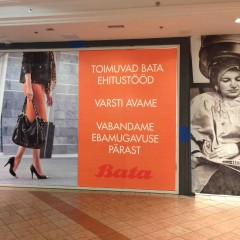 TOIMUVAD BATA
EHITUSTÖÖD
VARSTI AVAME
VABANDAME
EBAMUGAVUSE
PÄRAST
Bata